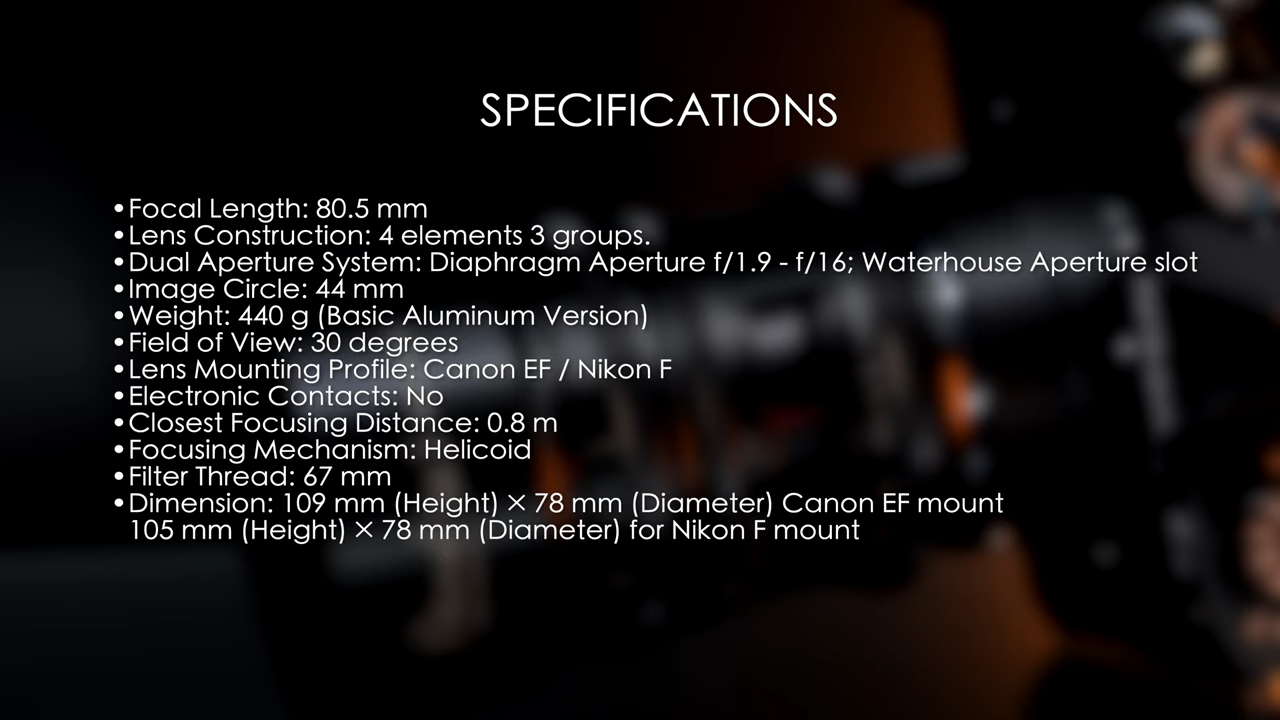 SPECIFICATIONS
•Focal Length: 80.5 mm
•Lens Construction: 4 elements 3 groups.
•Dual Aperture System: Diaphragm Aperture f/1.9 - f/16; Waterhouse Aperture slot
•Image Circle: 44 mm
•Weight: 440 g (Basic Aluminum Version)
•Field of View: 30 degrees
•Lens Mounting Profile: Canon EF / Nikon F
•Electronic Contacts: No
•Closest Focusing Distance: 0.8 m
•Focusing Mechanism: Helicoid
•Filter Thread: 67 mm
•Dimension: 109 mm (Height) × 78 mm (Diameter) Canon EF mount
105 mm (Height) × 78 mm (Diameter) for Nikon F mount